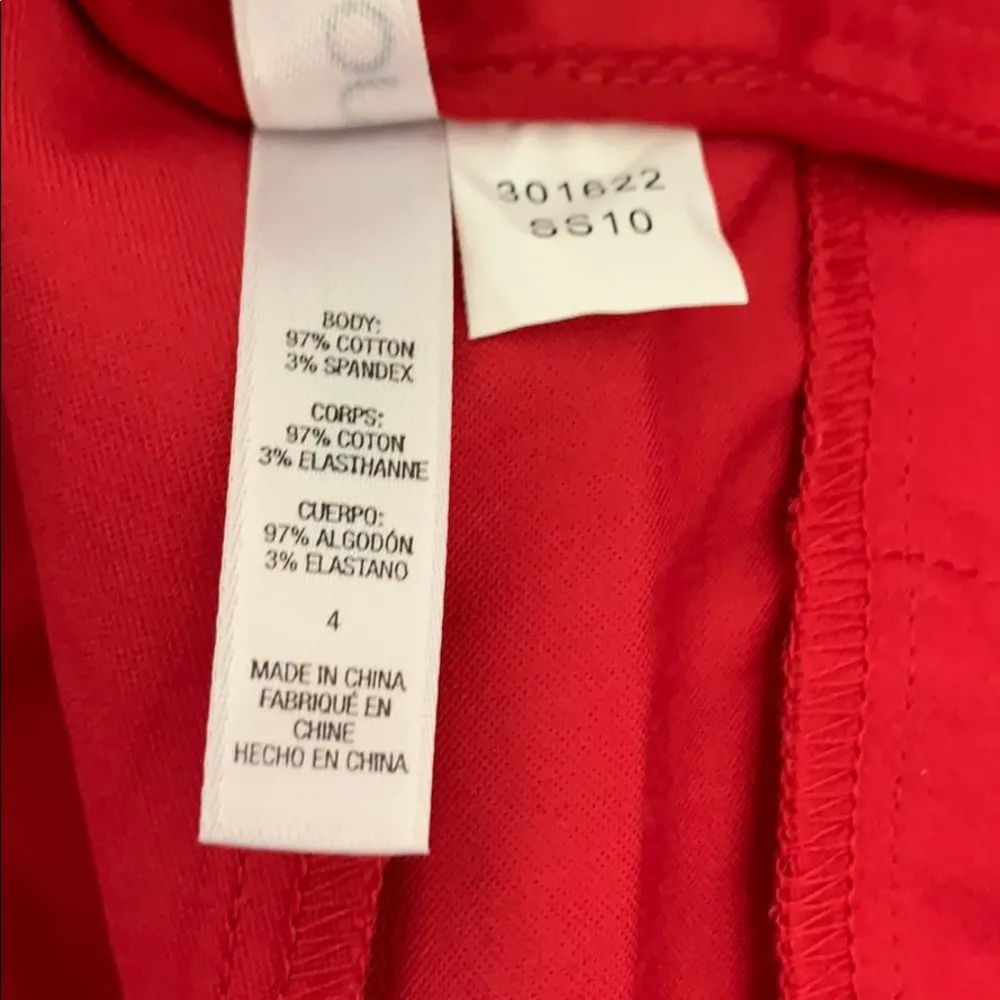 301622
SS10
BODY:
97% COTTON
3% SPANDEX
CORPS:
97% COTON
3% ELASTHANNE
CUERPO:
97% ALGODÓN
3% ELASTANO
4
MADE IN CHINA
FABRIQUÉ EN
CHINE
HECHO EN CHINA